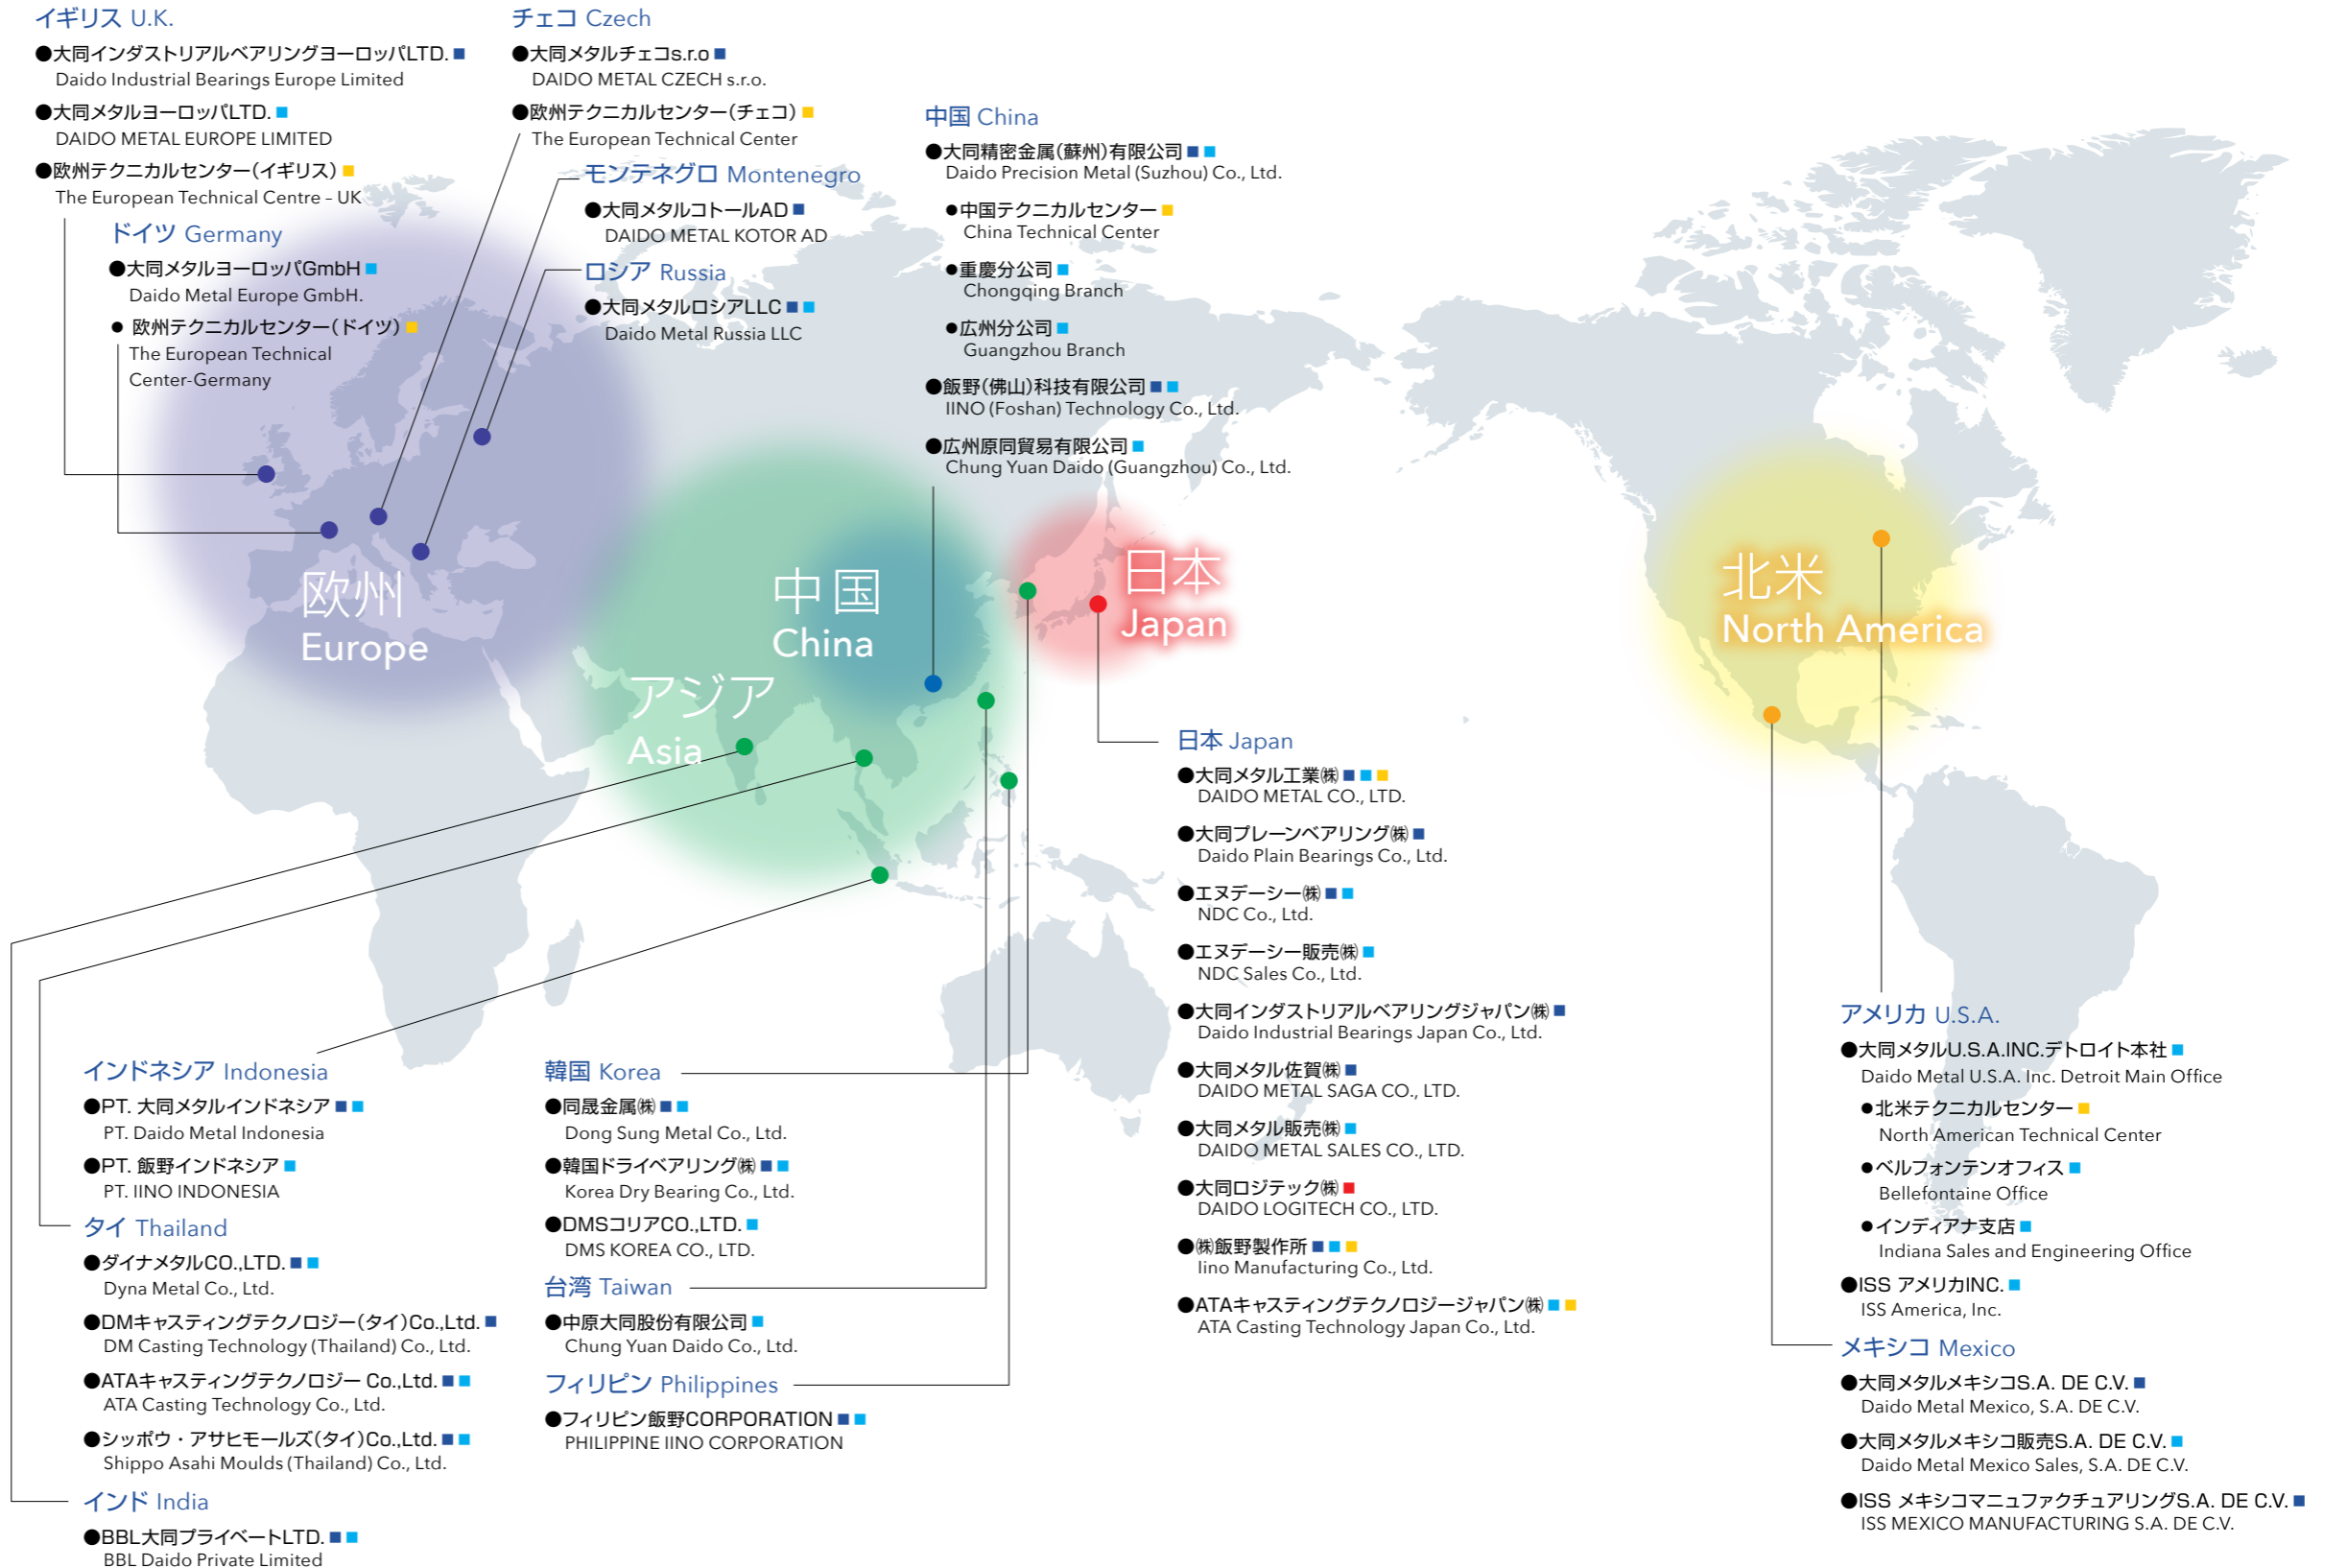 イギリス U.K.
●大同インダストリアルベアリングヨーロッパLTD.■
Daido Industrial Bearings Europe Limited
●大同メタルヨーロッパLTD.■
DAIDO METAL EUROPE LIMITED
●欧州テクニカルセンター(イギリス)■
The European Technical Centre – UK
ドイツ Germany
●大同メタルヨーロッパGmbH■
Daido Metal Europe GmbH.
● 欧州テクニカルセンター(ドイツ)■
The European Technical
Center-Germany
チェコ Czech
●大同メタルチェコs.r.o■
DAIDO METAL CZECH s.r.o.
●欧州テクニカルセンター(チェコ)■
The European Technical Center
モンテネグロ Montenegro
●大同メタルコトールAD■
DAIDO METAL KOTOR AD
ロシア Russia
●大同メタルロシアLLC■■
Daido Metal Russia LLC
中国 China
●大同精密金属(蘇州)有限公司■■
Daido Precision Metal (Suzhou) Co., Ltd.
●中国テクニカルセンター■
China Technical Center
●重慶分公司■
Chongqing Branch
●広州分公司■
Guangzhou Branch
●飯野(佛山)科技有限公司■■
IINO (Foshan) Technology Co., Ltd.
●広州原同貿易有限公司■
Chung Yuan Daido (Guangzhou) Co., Ltd.
欧州
Europe
中国
China
アジア
Asia
日本
Japan
北米
North America
日本 Japan
●大同メタル工業㈱■■■
DAIDO METAL CO., LTD.
●大同プレーンベアリング㈱■
Daido Plain Bearings Co., Ltd.
●エヌデーシー㈱■■
NDC Co., Ltd.
●エヌデーシー販売㈱■
NDC Sales Co., Ltd.
●大同インダストリアルベアリングジャパン㈱■
Daido Industrial Bearings Japan Co., Ltd.
●大同メタル佐賀㈱■
DAIDO METAL SAGA CO., LTD.
●大同メタル販売㈱■
DAIDO METAL SALES CO., LTD.
●大同ロジテック㈱■
DAIDO LOGITECH CO., LTD.
●㈱飯野製作所■■■
Iino Manufacturing Co., Ltd.
●ATAキャスティングテクノロジージャパン㈱■■
ATA Casting Technology Japan Co., Ltd.
インドネシア Indonesia
●PT. 大同メタルインドネシア■■
PT. Daido Metal Indonesia
●PT. 飯野インドネシア■
PT. IINO INDONESIA
タイ Thailand
●ダイナメタルCO.,LTD.■■
Dyna Metal Co., Ltd.
●DMキャスティングテクノロジー(タイ)Co.,Ltd.■
DM Casting Technology (Thailand) Co., Ltd.
●ATAキャスティングテクノロジー Co.,Ltd.■■
ATA Casting Technology Co., Ltd.
●シッポウ・アサヒモールズ(タイ)Co.,Ltd.■■
Shippo Asahi Moulds (Thailand) Co., Ltd.
インド India
●BBL大同プライベートLTD.■■
BBL Daido Private Limited
韓国 Korea
●同晟金属㈱■■
Dong Sung Metal Co., Ltd.
●韓国ドライベアリング㈱■■
Korea Dry Bearing Co., Ltd.
●DMSコリアCO.,LTD.■
DMS KOREA CO., LTD.
台湾 Taiwan
●中原大同股份有限公司■
Chung Yuan Daido Co., Ltd.
フィリピン Philippines
●フィリピン飯野CORPORATION■■
PHILIPPINE IINO CORPORATION
アメリカ U.S.A.
●大同メタルU.S.A.INC.デトロイト本社■
Daido Metal U.S.A. Inc. Detroit Main Office
●北米テクニカルセンター■
North American Technical Center
●ベルフォンテンオフィス■
Bellefontaine Office
●インディアナ支店■
Indiana Sales and Engineering Office
●ISS アメリカINC.■
ISS America, Inc.
メキシコ Mexico
●大同メタルメキシコS.A. DE C.V.■
Daido Metal Mexico, S.A. DE C.V.
●大同メタルメキシコ販売S.A. DE C.V.■
Daido Metal Mexico Sales, S.A. DE C.V.
●ISS メキシコマニュファクチュアリングS.A. DE C.V.■
ISS MEXICO MANUFACTURING S.A. DE C.V.